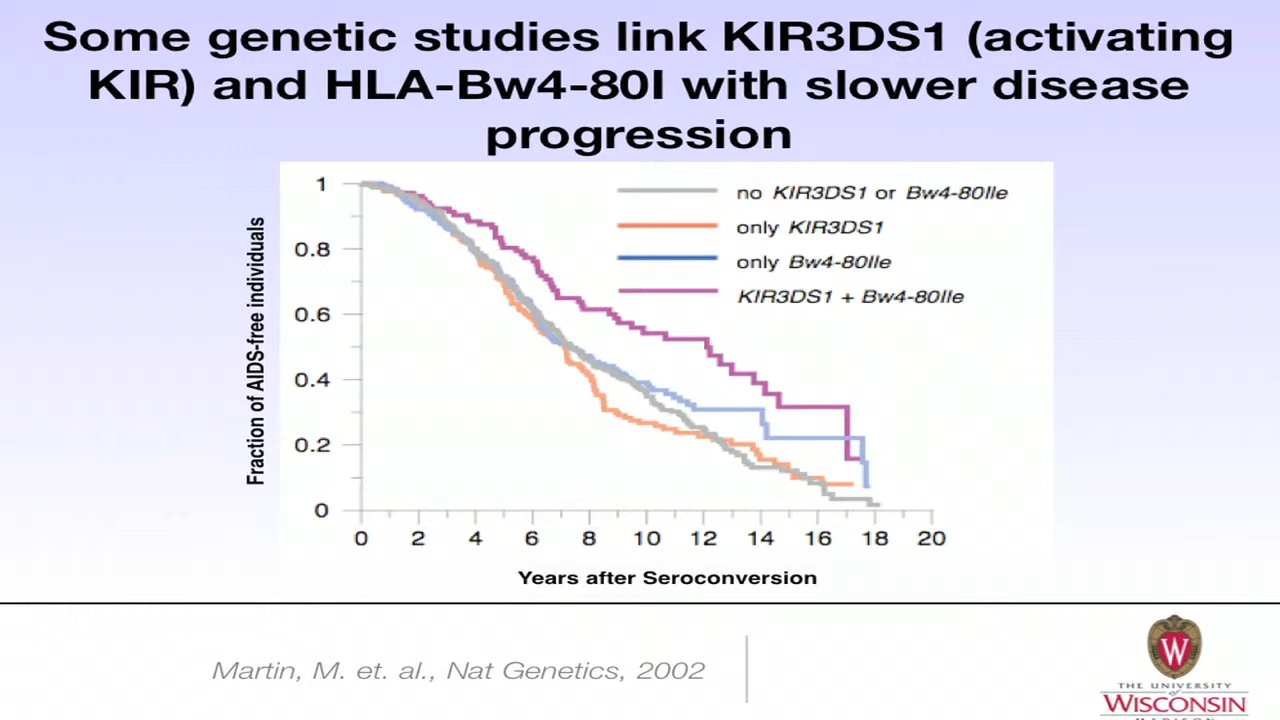 Some genetic studies link KIR3DS1 (activating
KIR) and HLA-Bw4-80I with slower disease
progression
Fraction of AIDS-free individuals
1
0.8
0.6
0.4
0.2
0
no KIR3DS1 or Bw4-80Ile
only KIR3DS1
only Bw4-80Ile
KIR3DS1 + Bw4-80Ile
0 2 4 6 8 10 12 14 16 18 20
Years after Seroconversion
Martin, M. et. al., Nat Genetics, 2002
W
THE UNIVERSITY
of
WISCONSIN
MADISON